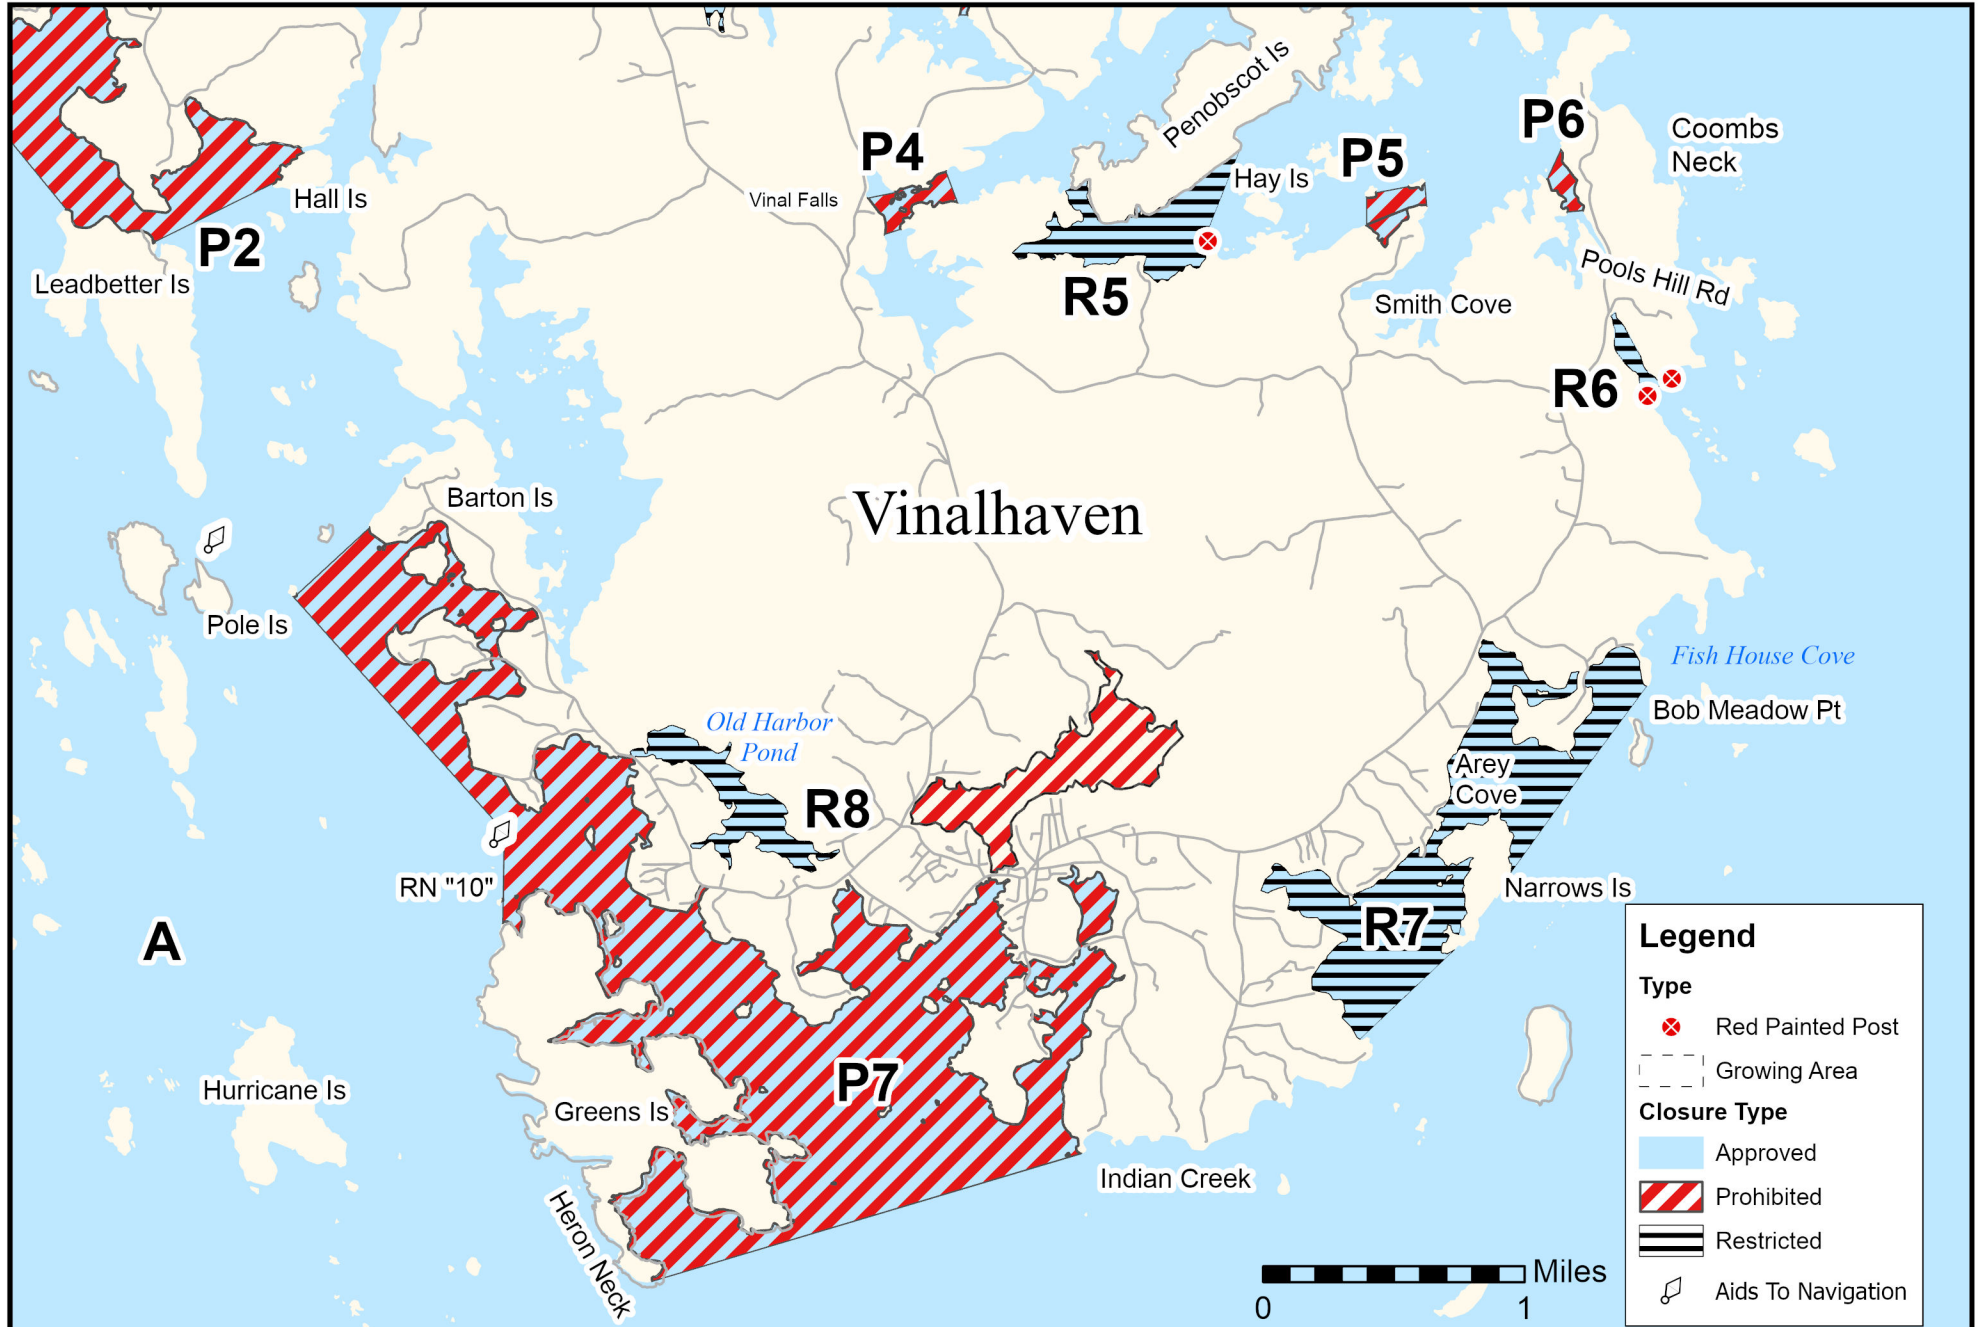 Penobscot Is
P6
Coombs
Neck
P4
P5
Hay Is
Vinal Falls
Hall Is
P2
Leadbetter Is
Pools Hill Rd
R5
Smith Cove
R6
Barton Is
Vinalhaven
Pole Is
Fish House Cove
Bob Meadow Pt
Old Harbor
Pond
Arey
Cove
R8
RN "10"
Narrows Is
A
R7
P7
Hurricane Is
Greens Is
Indian Creek
Heron Neck
Miles
0
1
Legend
Type
Red Painted Post
Growing Area
Closure Type
Approved
Prohibited
Restricted
Aids To Navigation